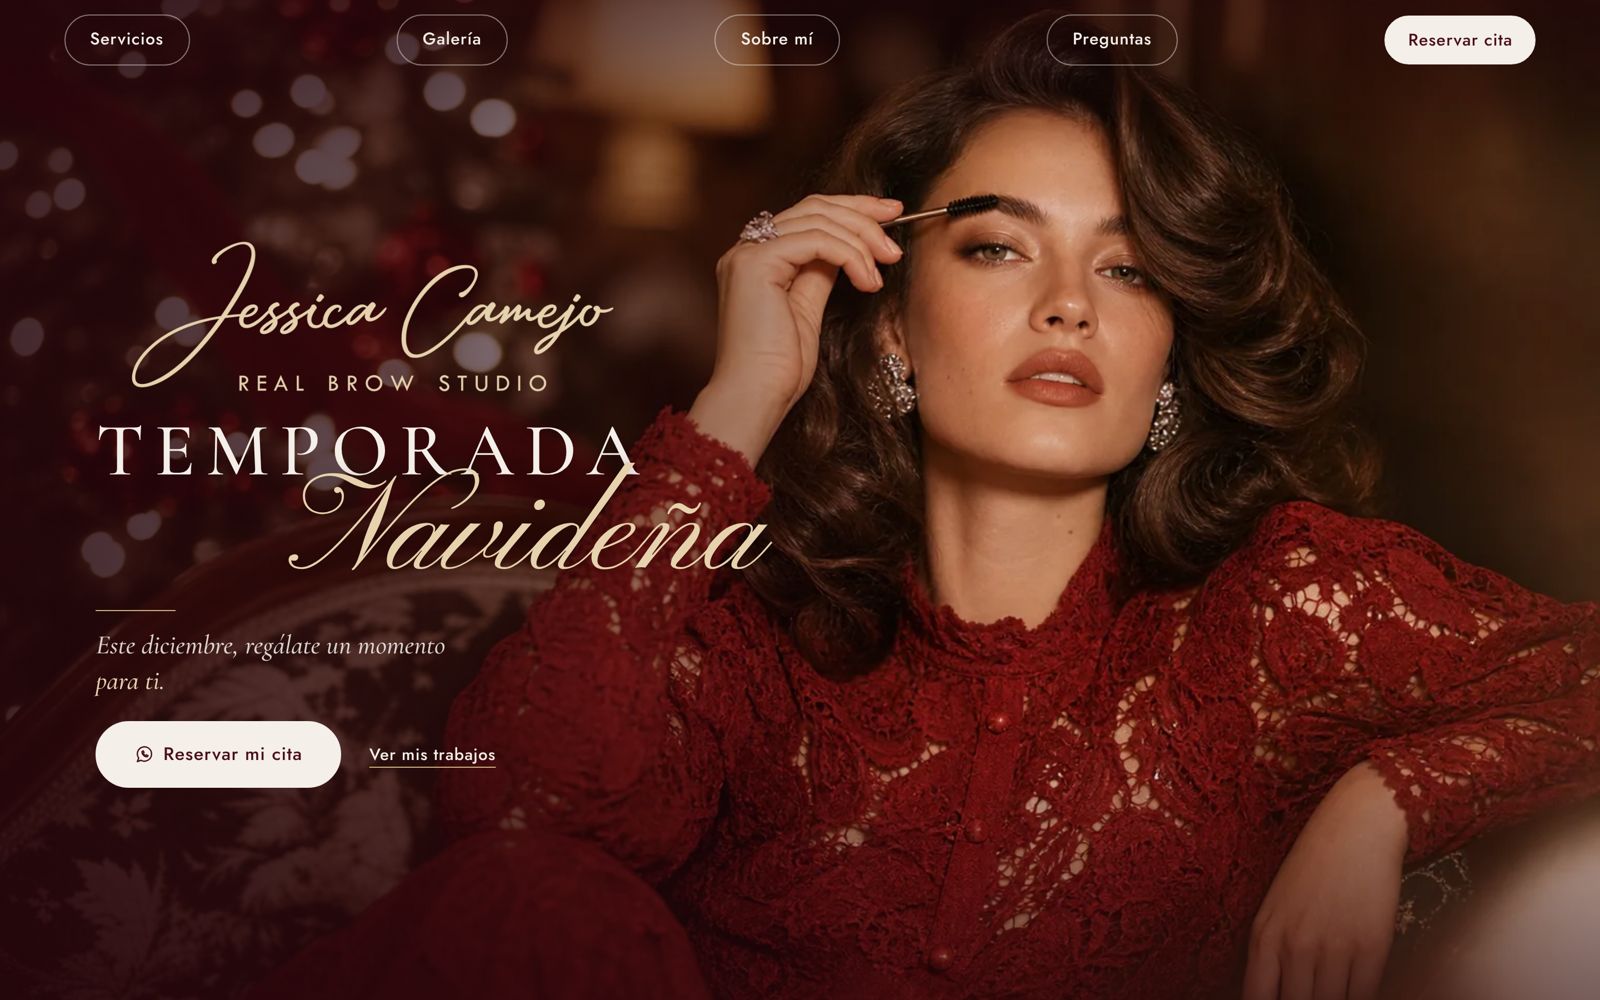 Servicios
Galería
Sobre mí
Preguntas
Reservar cita
Jessica Camejo
REAL BROW STUDIO
TEMPORADA
Navideña
Este diciembre, regálate un momento
para ti.
Reservar mi cita
Ver mis trabajos